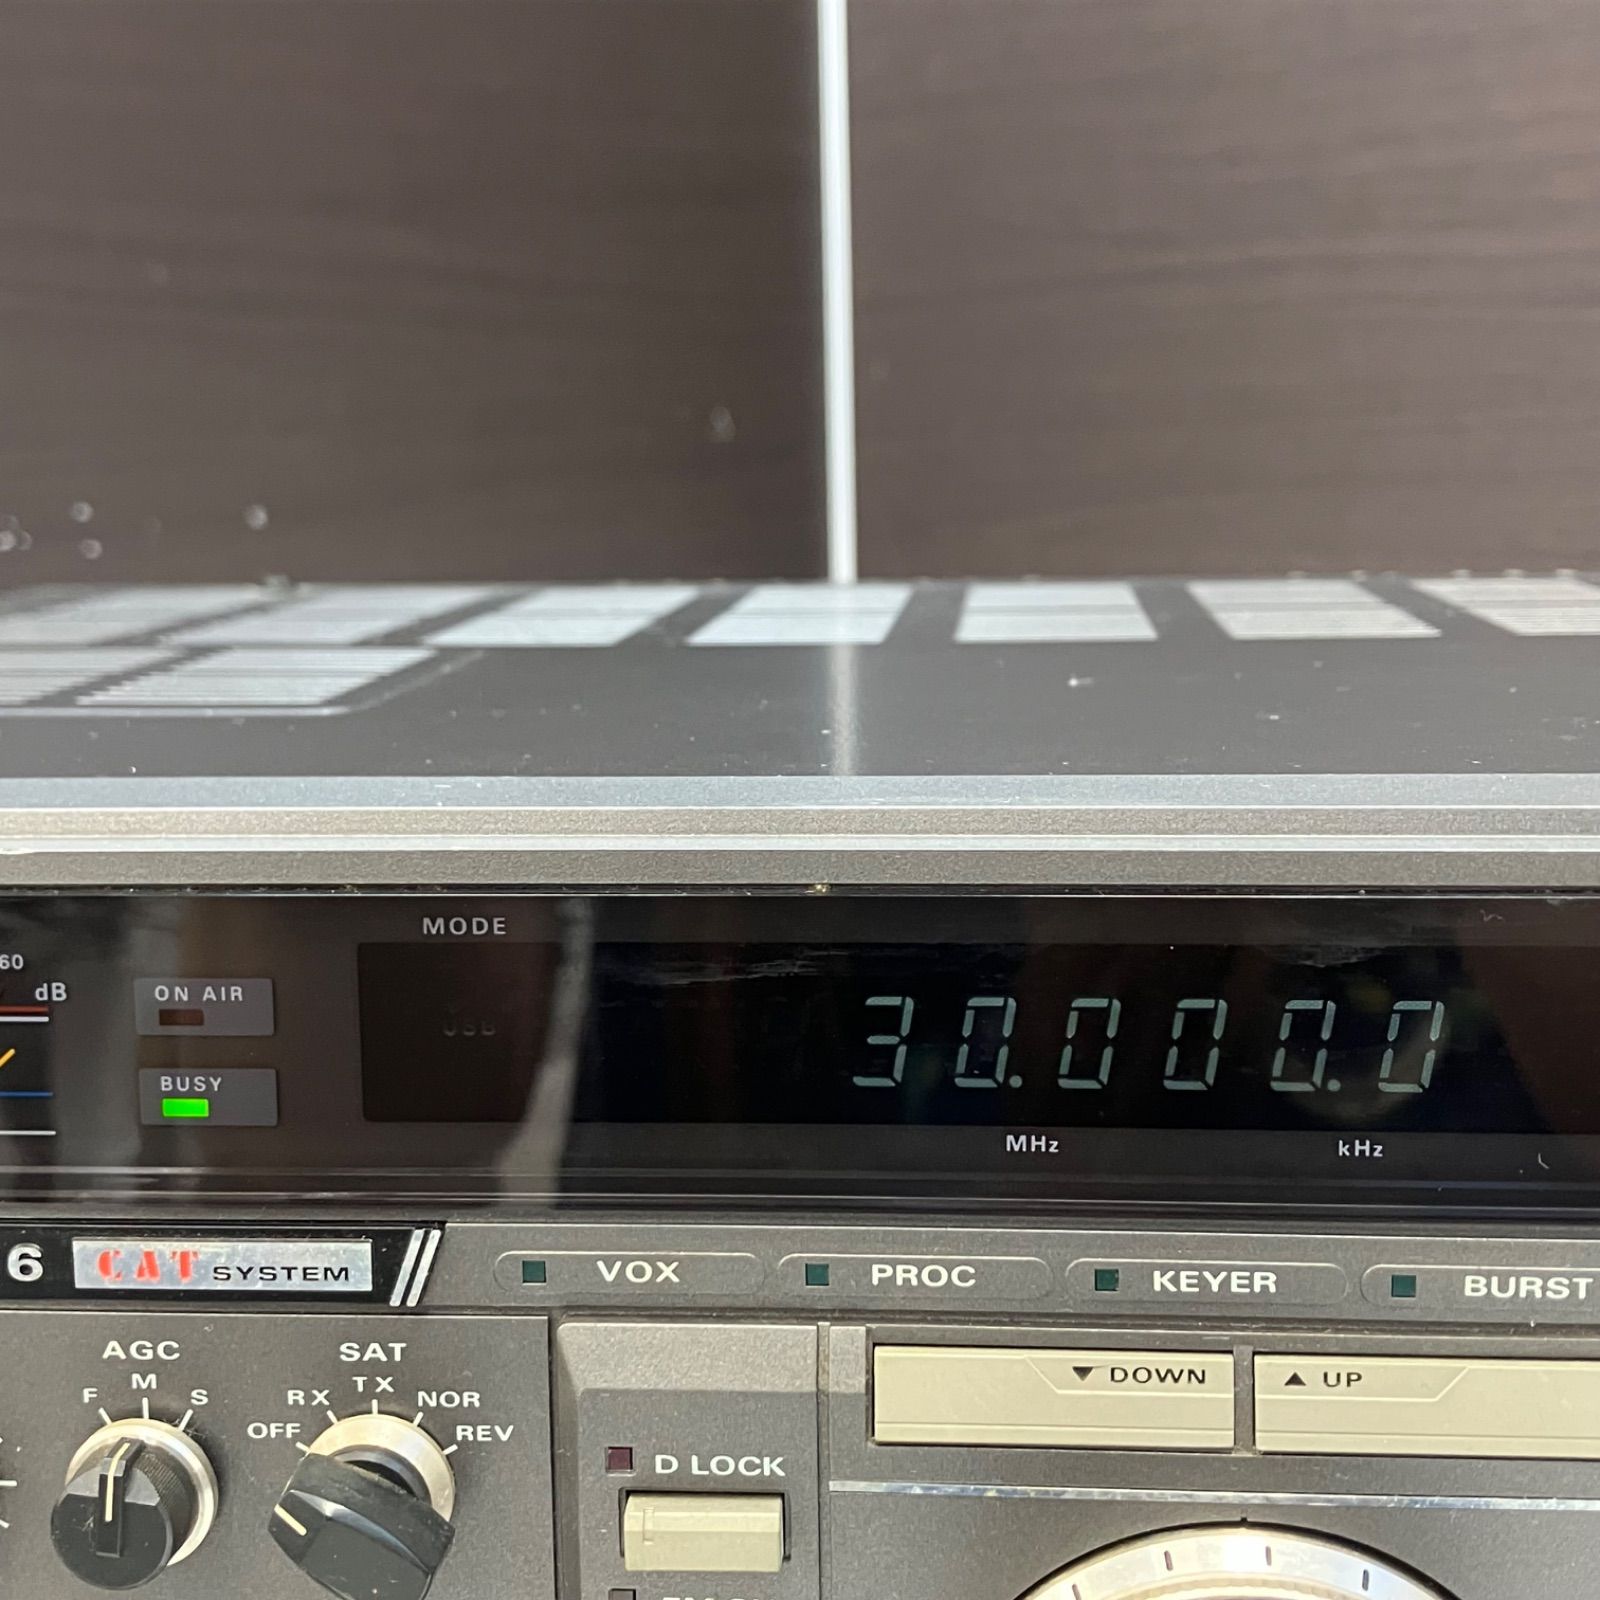 MODE
60
dB
ON AIR
USB
30.000.0
BUSY
MHz
kHz
6
CAT SYSTEM
VOX
PROC
KEYER
BURST
AGC
F M S
SAT
OFF RX TX NOR REV
▼ DOWN
▲ UP
D LOCK